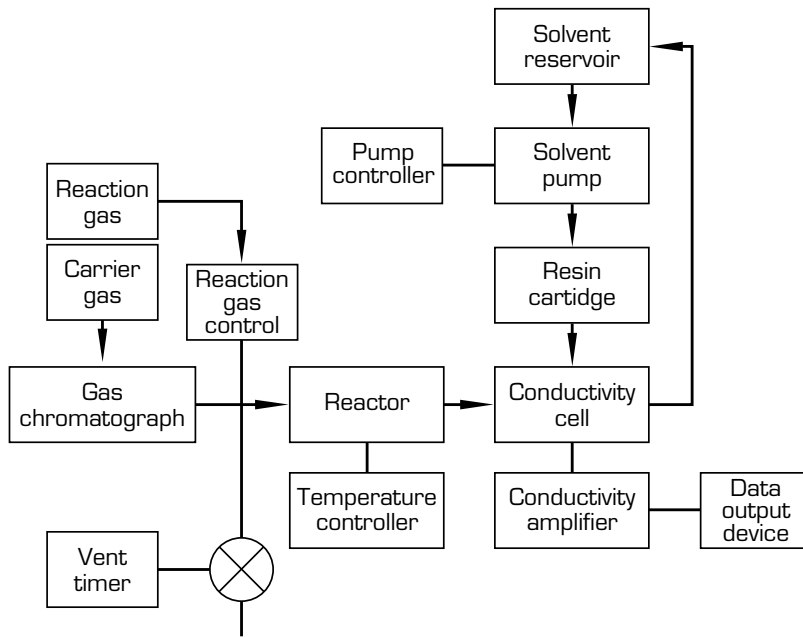 Solvent
reservoir
Pump
controller
Solvent
pump
Reaction
gas
Carrier
gas
Reaction
gas
control
Resin
cartidge
Gas
chromatograph
Reactor
Conductivity
cell
Temperature
controller
Conductivity
amplifier
Data
output
device
Vent
timer